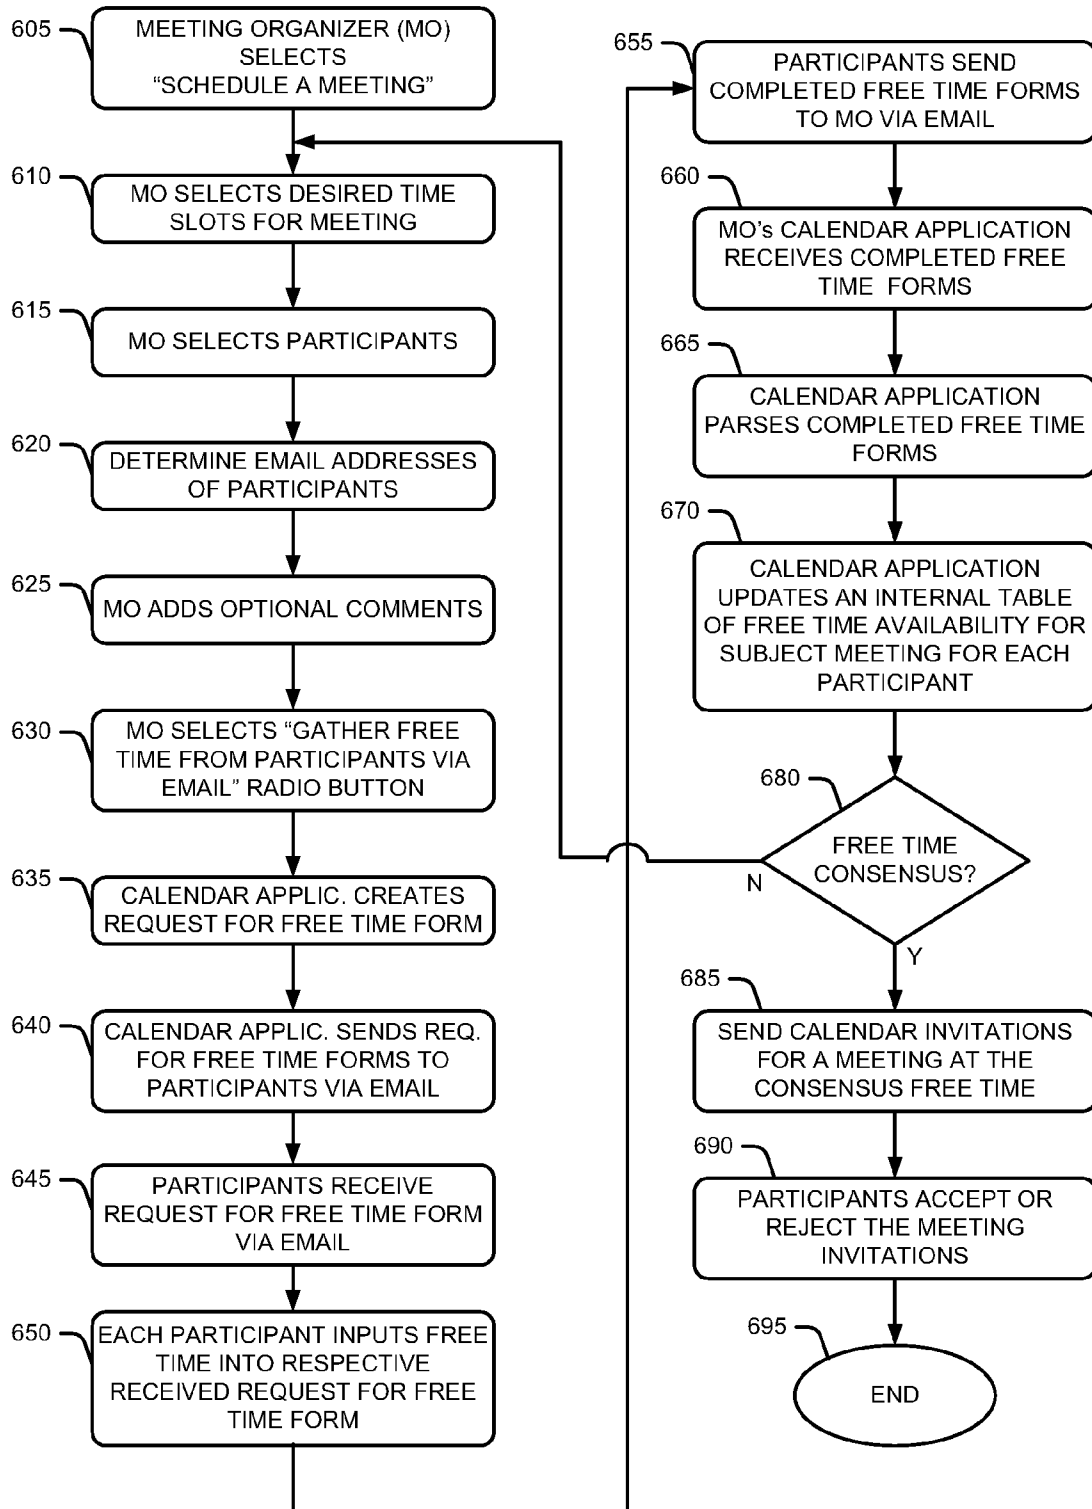 605
MEETING ORGANIZER (MO)
SELECTS
“SCHEDULE A MEETING”
610
MO SELECTS DESIRED TIME
SLOTS FOR MEETING
615
MO SELECTS PARTICIPANTS
620
DETERMINE EMAIL ADDRESSES
OF PARTICIPANTS
625
MO ADDS OPTIONAL COMMENTS
630
MO SELECTS “GATHER FREE
TIME FROM PARTICIPANTS VIA
EMAIL” RADIO BUTTON
635
CALENDAR APPLIC. CREATES
REQUEST FOR FREE TIME FORM
640
CALENDAR APPLIC. SENDS REQ.
FOR FREE TIME FORMS TO
PARTICIPANTS VIA EMAIL
645
PARTICIPANTS RECEIVE
REQUEST FOR FREE TIME FORM
VIA EMAIL
650
EACH PARTICIPANT INPUTS FREE
TIME INTO RESPECTIVE
RECEIVED REQUEST FOR FREE
TIME FORM
655
PARTICIPANTS SEND
COMPLETED FREE TIME FORMS
TO MO VIA EMAIL
660
MO’s CALENDAR APPLICATION
RECEIVES COMPLETED FREE
TIME FORMS
665
CALENDAR APPLICATION
PARSES COMPLETED FREE TIME
FORMS
670
CALENDAR APPLICATION
UPDATES AN INTERNAL TABLE
OF FREE TIME AVAILABILITY FOR
SUBJECT MEETING FOR EACH
PARTICIPANT
680
FREE TIME
CONSENSUS?
N
Y
685
SEND CALENDAR INVITATIONS
FOR A MEETING AT THE
CONSENSUS FREE TIME
690
PARTICIPANTS ACCEPT OR
REJECT THE MEETING
INVITATIONS
695
END